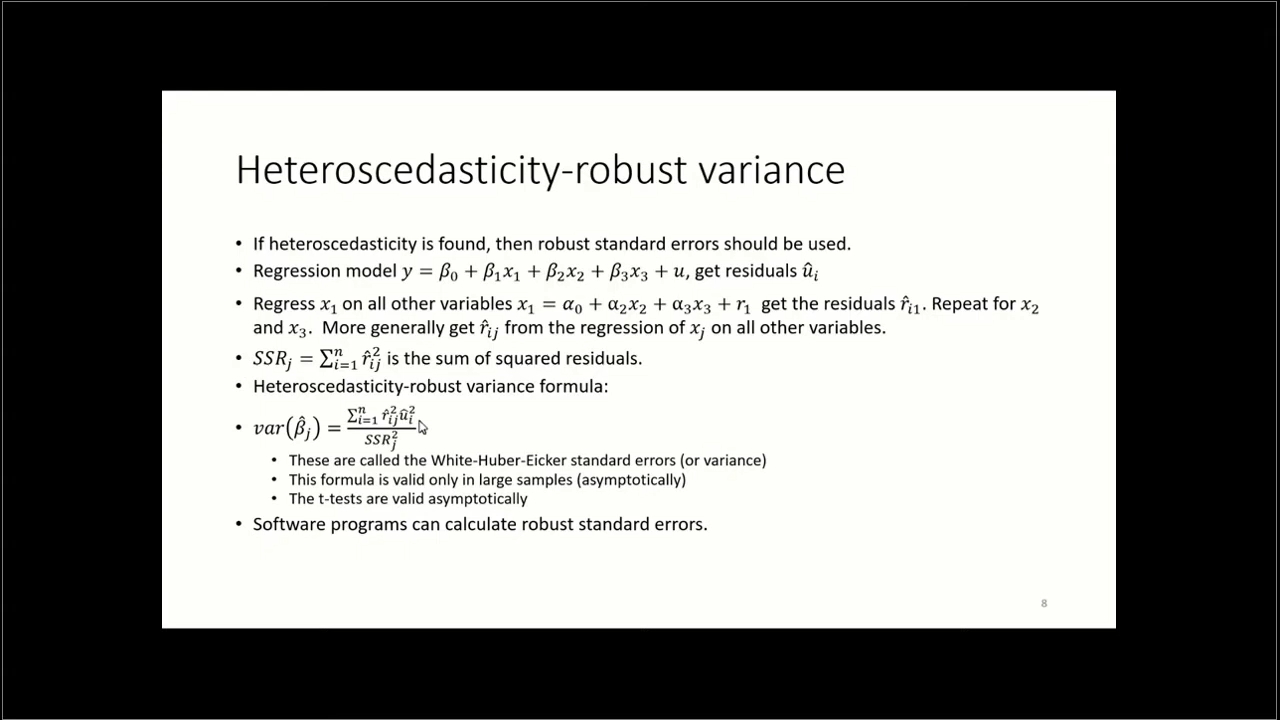 Heteroscedasticity-robust variance
• If heteroscedasticity is found, then robust standard errors should be used.
• Regression model y = β₀ + β₁x₁ + β₂x₂ + β₃x₃ + u, get residuals ûᵢ
• Regress x₁ on all other variables x₁ = α₀ + α₂x₂ + α₃x₃ + r₁ get the residuals r̂ᵢ₁. Repeat for x₂
and x₃. More generally get r̂ᵢⱼ from the regression of xⱼ on all other variables.
• SSRⱼ = ∑ⁿᵢ₌₁ r̂²ᵢⱼ is the sum of squared residuals.
• Heteroscedasticity-robust variance formula:
• var(β̂ⱼ) = (∑ⁿᵢ₌₁ r̂²ᵢⱼû²ᵢ)/(SSR²ⱼ)
• These are called the White-Huber-Eicker standard errors (or variance)
• This formula is valid only in large samples (asymptotically)
• The t-tests are valid asymptotically
• Software programs can calculate robust standard errors.
8